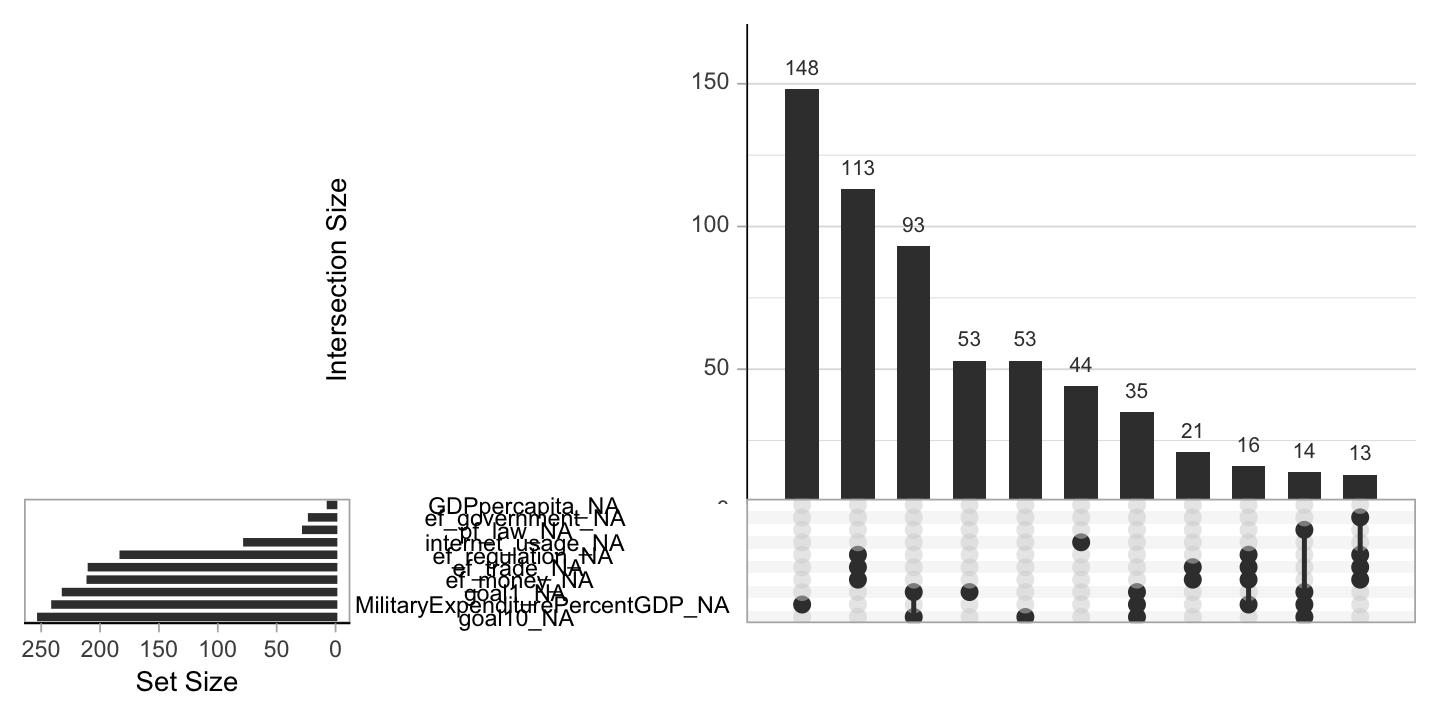 148
150
113
100
93
53
53
50
44
35
21
16
14
13
Intersection Size
GDPpercapita_NA
ef_government_NA
pf_law_NA
internet_usage_NA
ef_regulation_NA
ef_trade_NA
ef_money_NA
goal1_NA
MilitaryExpenditurePercentGDP_NA
goal10_NA
250 200 150 100 50 0
Set Size